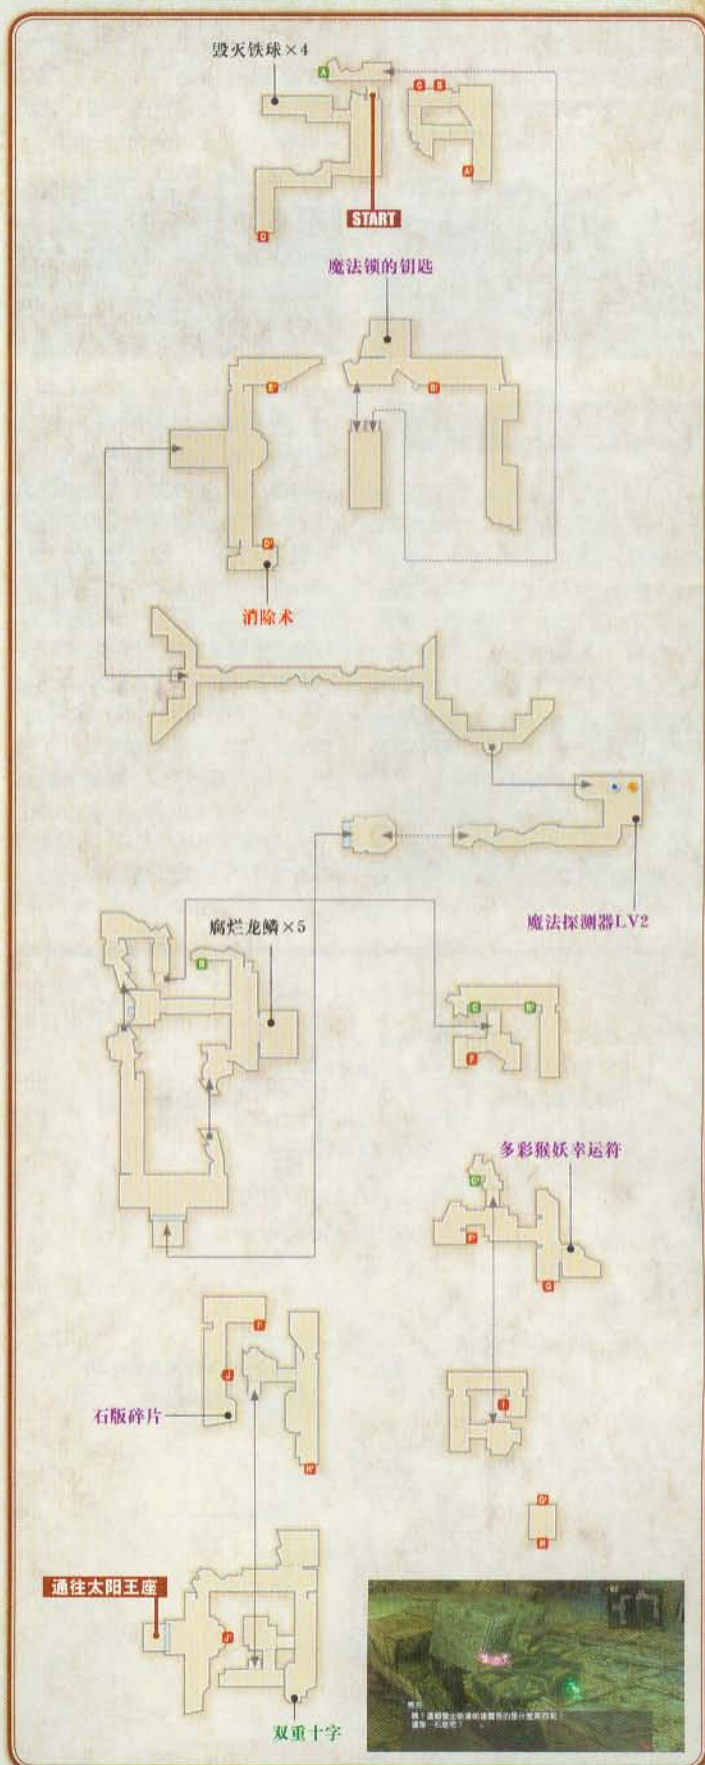 毁灭铁球×4
A
C
B
A'
D
START
魔法锁的钥匙
E'
B'
D'
消除术
魔法探测器LV2
腐烂龙鳞×5
B
C
B'
F
多彩猴妖幸运符
C'
F'
G
I'
J
石版碎片
I
H'
G'
H
通往太阳王座
J'
双重十字